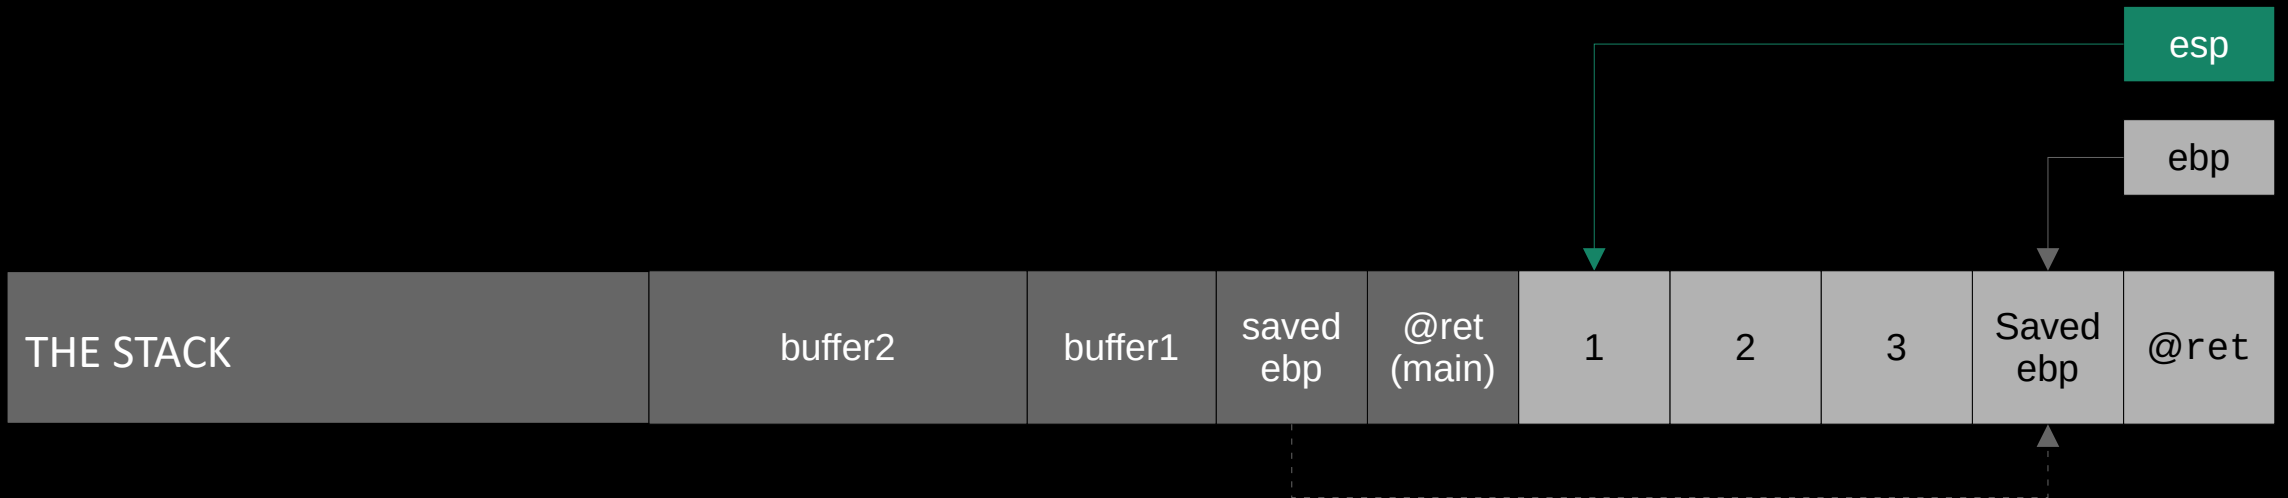 esp
ebp
THE STACK
buffer2
buffer1
saved
ebp
@ret
(main)
1
2
3
Saved
ebp
@ret